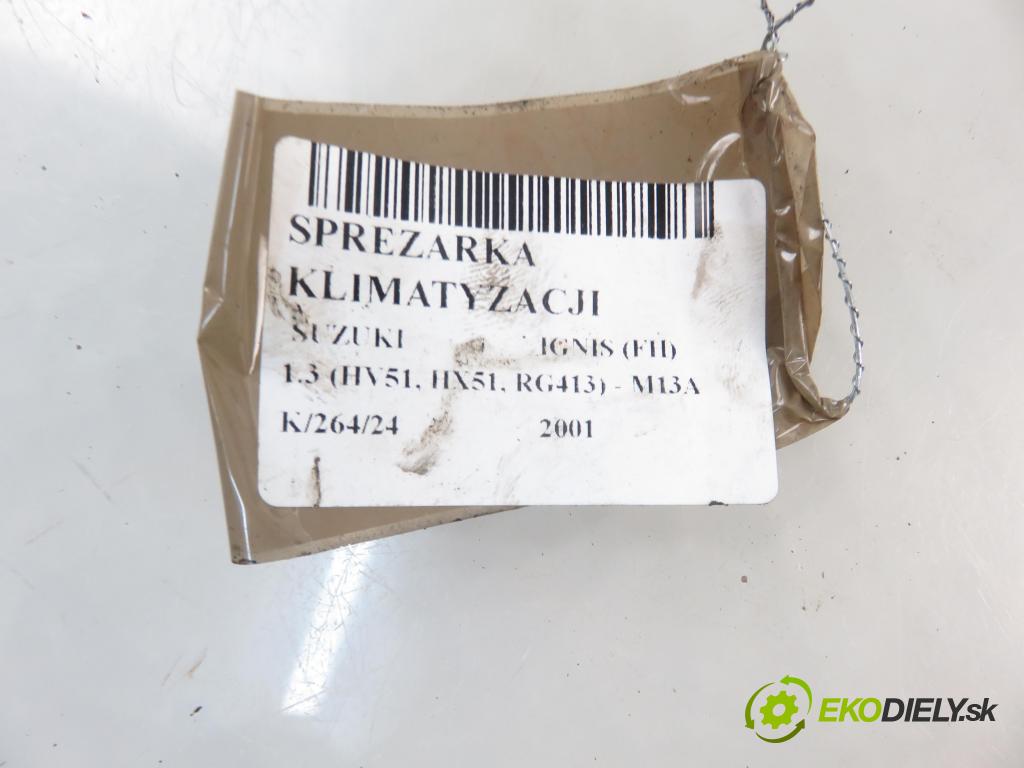 SPREZARKA
KLIMATYZACJI
SUZUKI IGNIS (FH)
1.3 (HV51, HX51, RG413) - M13A
K/264/24 2001
EKODIELY.sk